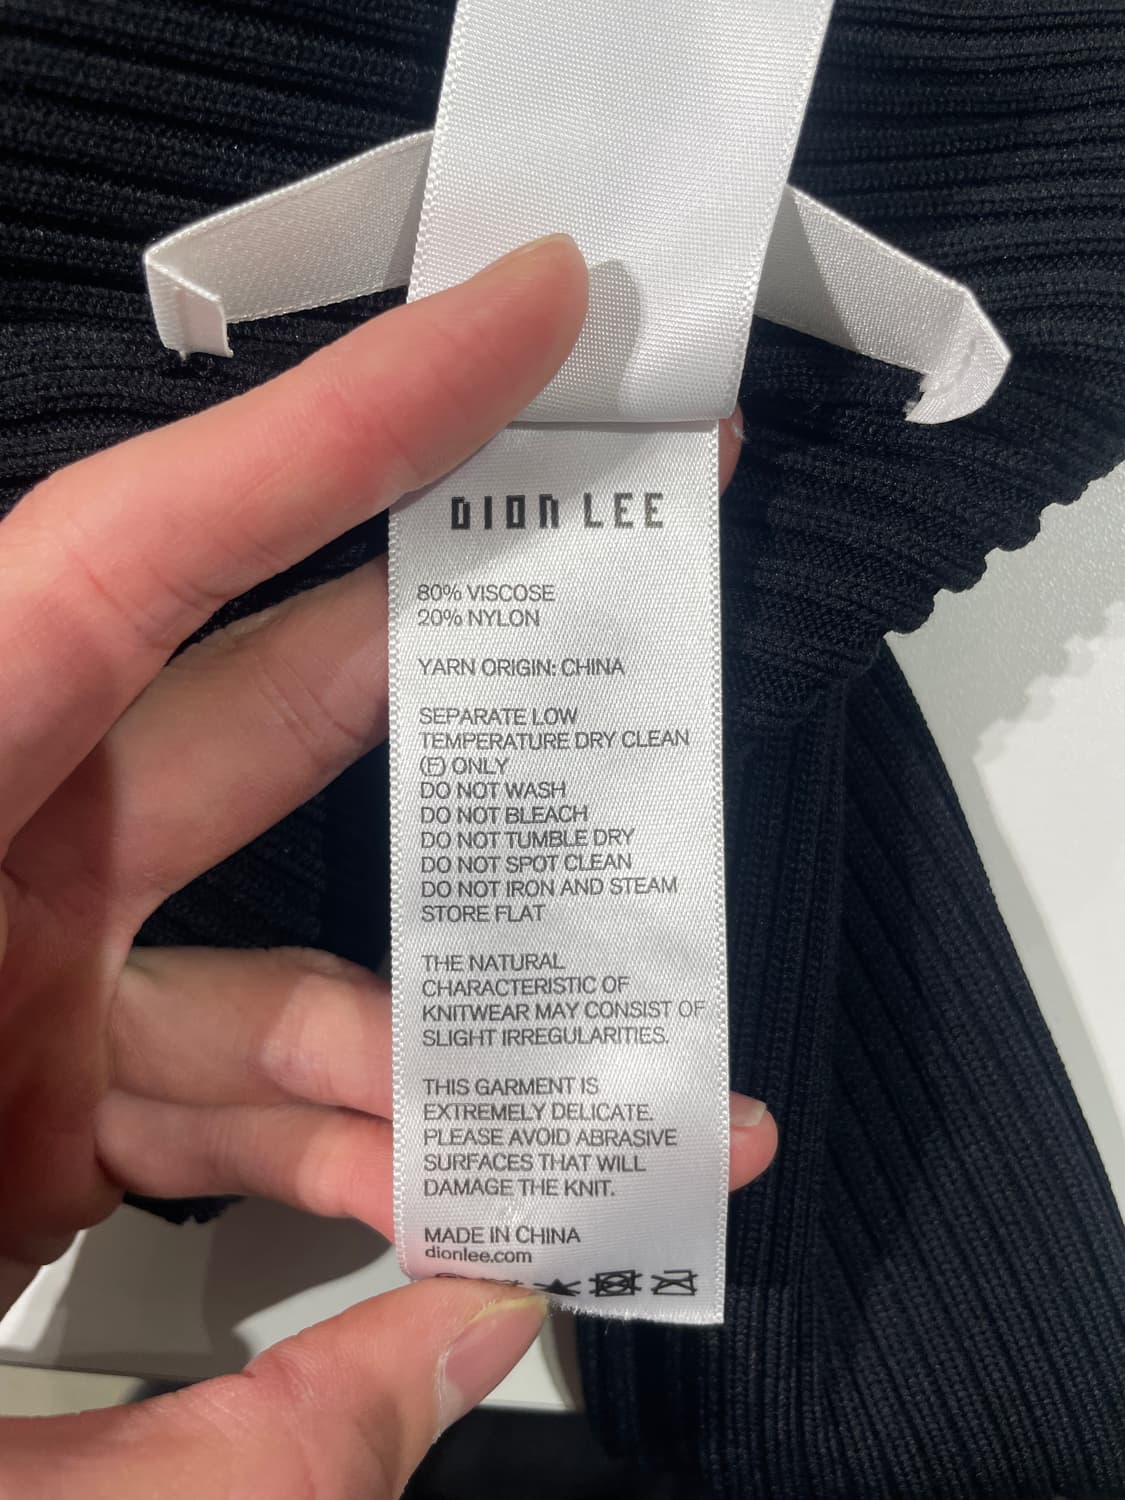 DION LEE
80% VISCOSE
20% NYLON
YARN ORIGIN: CHINA
SEPARATE LOW
TEMPERATURE DRY CLEAN
(F) ONLY
DO NOT WASH
DO NOT BLEACH
DO NOT TUMBLE DRY
DO NOT SPOT CLEAN
DO NOT IRON AND STEAM
STORE FLAT
THE NATURAL
CHARACTERISTIC OF
KNITWEAR MAY CONSIST OF
SLIGHT IRREGULARITIES.
THIS GARMENT IS
EXTREMELY DELICATE.
PLEASE AVOID ABRASIVE
SURFACES THAT WILL
DAMAGE THE KNIT.
MADE IN CHINA
dionlee.com